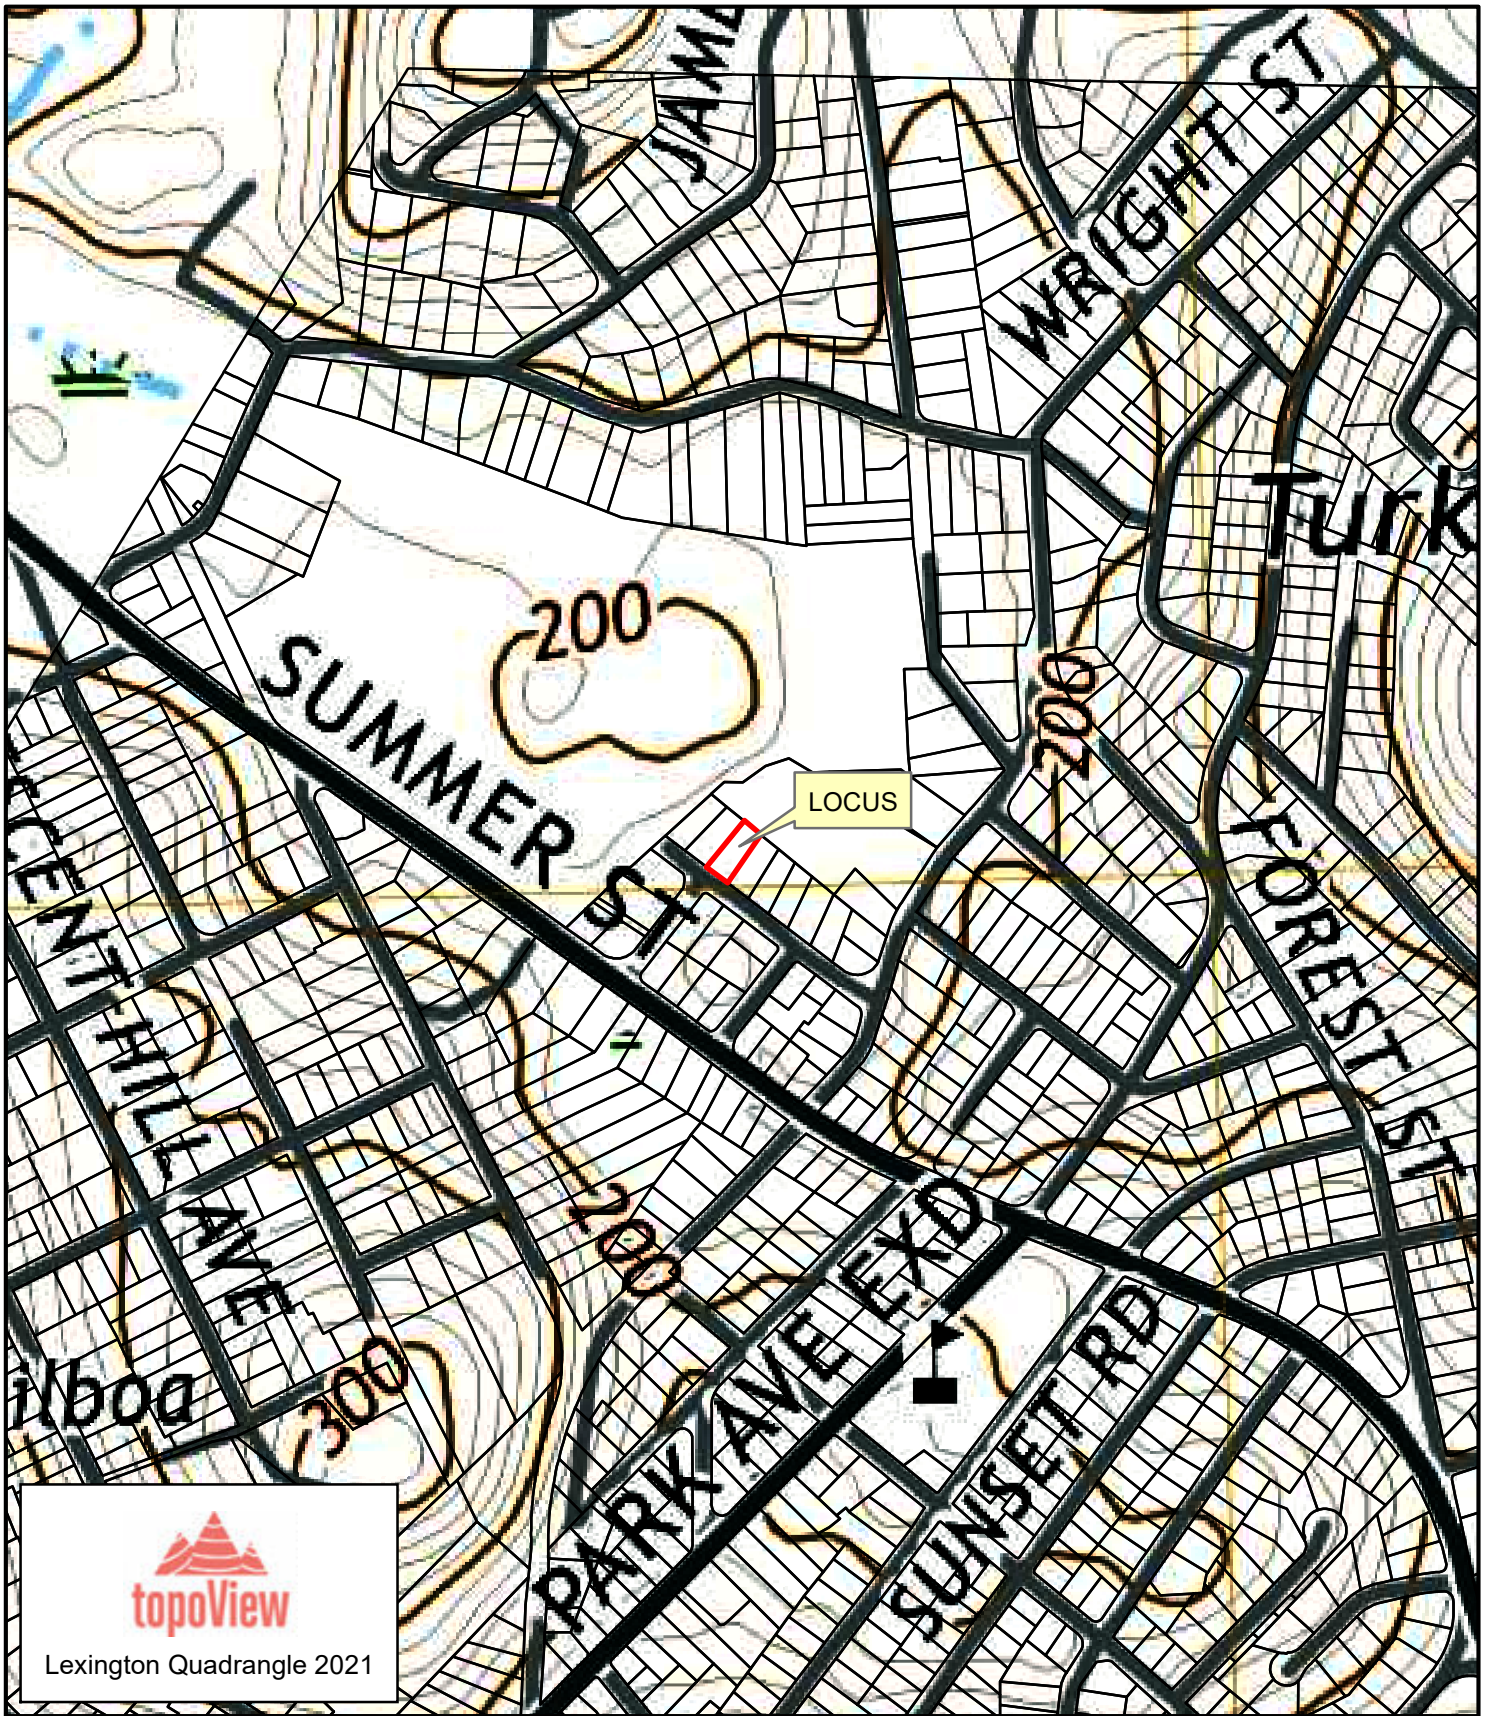 JAME
WRIGHT ST
Turk
200
SUMMER ST
200
LOCUS
FOREST ST
CENT HILL AVE
200
PARK AVE EXD
SUNSET RD
ilboa
300
topoView
Lexington Quadrangle 2021